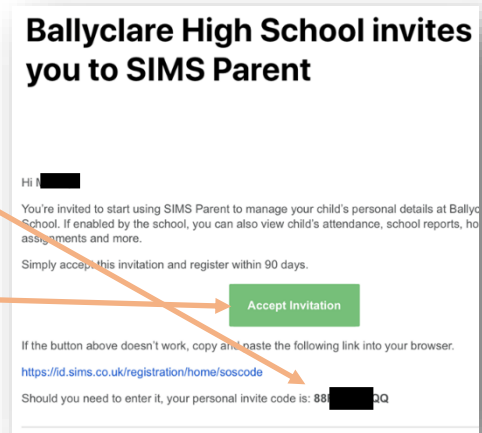 Ballyclare High School invites
you to SIMS Parent
Hi
You're invited to start using SIMS Parent to manage your child's personal details at
School. If enabled by the school, you can also view child's attendance, school reports,
assignments and more.
Simply accept this invitation and register within 90 days.
Accept Invitation
If the button above doesn't work, copy and paste the following link into your browser.
https://id.sims.co.uk/registration/home/soscode
Should you need to enter it, your personal invite code is: